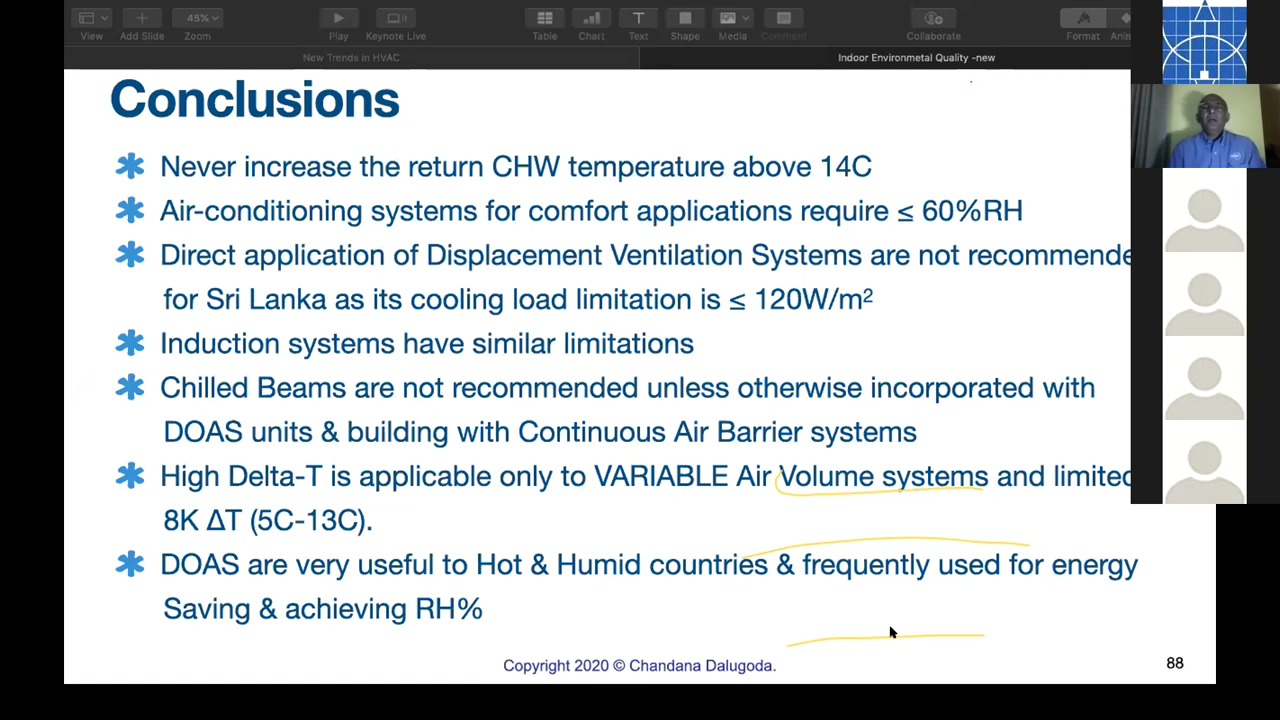 View
Add Slide
45%
Zoom
Play
Keynote Live
Table
Chart
Text
Shape
Media
Comment
Collaborate
Format
New Trends in HVAC
Indoor Environmetal Quality -new
Conclusions
Never increase the return CHW temperature above 14C
Air-conditioning systems for comfort applications require ≤ 60%RH
Direct application of Displacement Ventilation Systems are not recommende
for Sri Lanka as its cooling load limitation is ≤ 120W/m²
Induction systems have similar limitations
Chilled Beams are not recommended unless otherwise incorporated with
DOAS units & building with Continuous Air Barrier systems
High Delta-T is applicable only to VARIABLE Air Volume systems and limited
8K ΔT (5C-13C).
DOAS are very useful to Hot & Humid countries & frequently used for energy
Saving & achieving RH%
Copyright 2020 © Chandana Dalugoda.
88